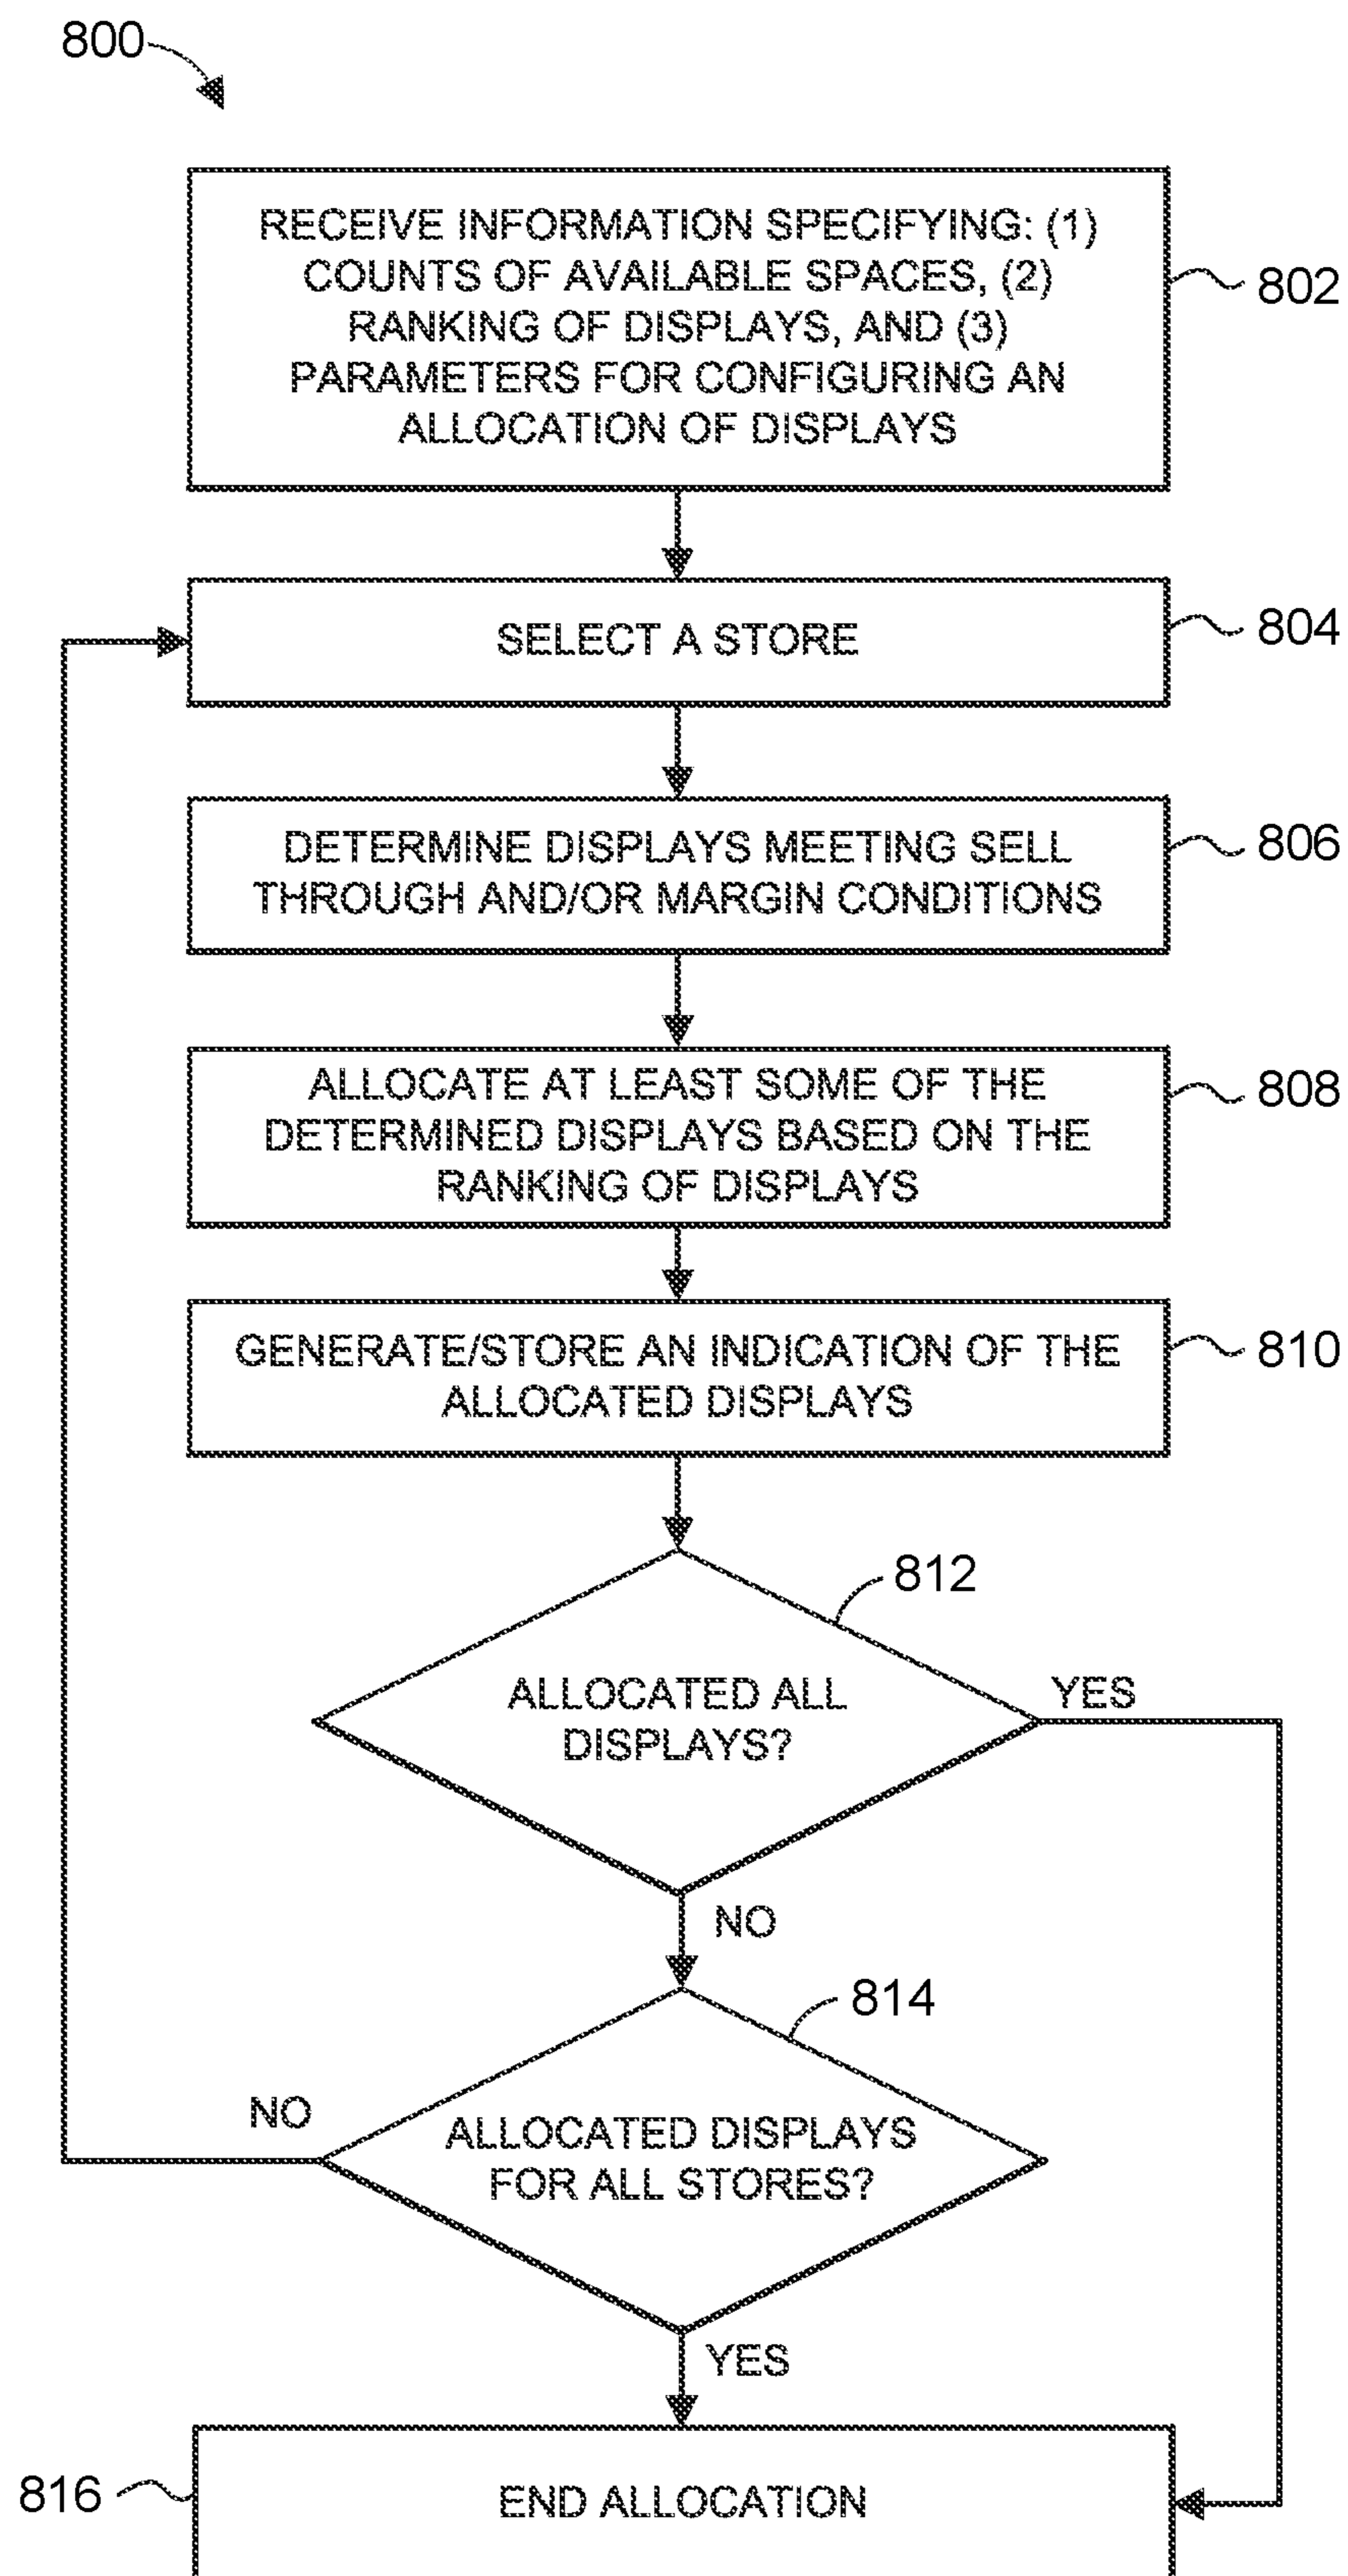 800
RECEIVE INFORMATION SPECIFYING: (1)
COUNTS OF AVAILABLE SPACES, (2)
RANKING OF DISPLAYS, AND (3)
PARAMETERS FOR CONFIGURING AN
ALLOCATION OF DISPLAYS
802
SELECT A STORE
804
DETERMINE DISPLAYS MEETING SELL
THROUGH AND/OR MARGIN CONDITIONS
806
ALLOCATE AT LEAST SOME OF THE
DETERMINED DISPLAYS BASED ON THE
RANKING OF DISPLAYS
808
GENERATE/STORE AN INDICATION OF THE
ALLOCATED DISPLAYS
810
812
ALLOCATED ALL
DISPLAYS?
YES
NO
814
NO
ALLOCATED DISPLAYS
FOR ALL STORES?
YES
816
END ALLOCATION